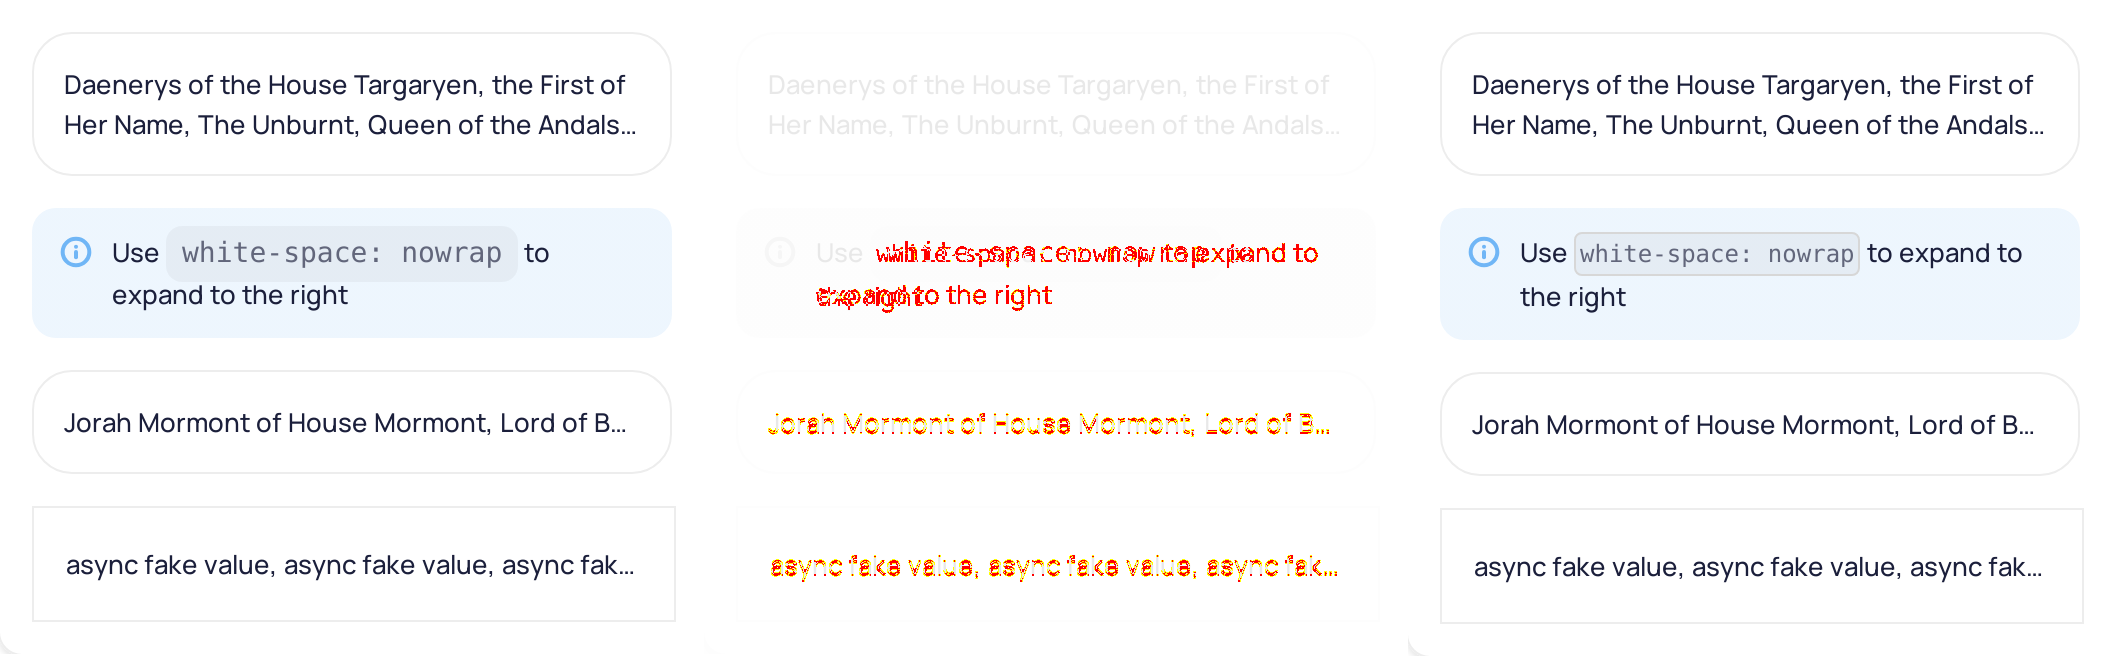 Daenerys of the House Targaryen, the First of
Her Name, The Unburnt, Queen of the Andals...
Use white-space: nowrap to
expand to the right
Jorah Mormont of House Mormont, Lord of B...
async fake value, async fake value, async fak...
Daenerys of the House Targaryen, the First of
Her Name, The Unburnt, Queen of the Andals...
Use expand to
to the right
Jorah Mormont of House Mormont, Lord of B...
async fake value, async fake value, async fak...
Daenerys of the House Targaryen, the First of
Her Name, The Unburnt, Queen of the Andals...
Use white-space: nowrap to expand to
the right
Jorah Mormont of House Mormont, Lord of B...
async fake value, async fake value, async fak...